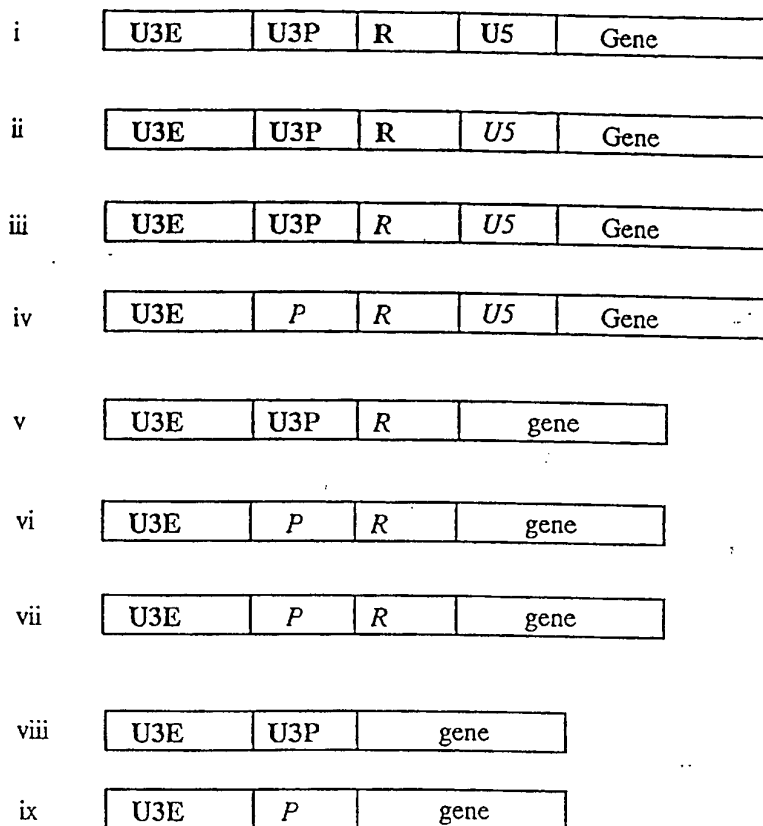 i U3E U3P R U5 Gene
ii U3E U3P R U5 Gene
iii U3E U3P R U5 Gene
iv U3E P R U5 Gene
v U3E U3P R gene
vi U3E P R gene
vii U3E P R gene
viii U3E U3P gene
ix U3E P gene